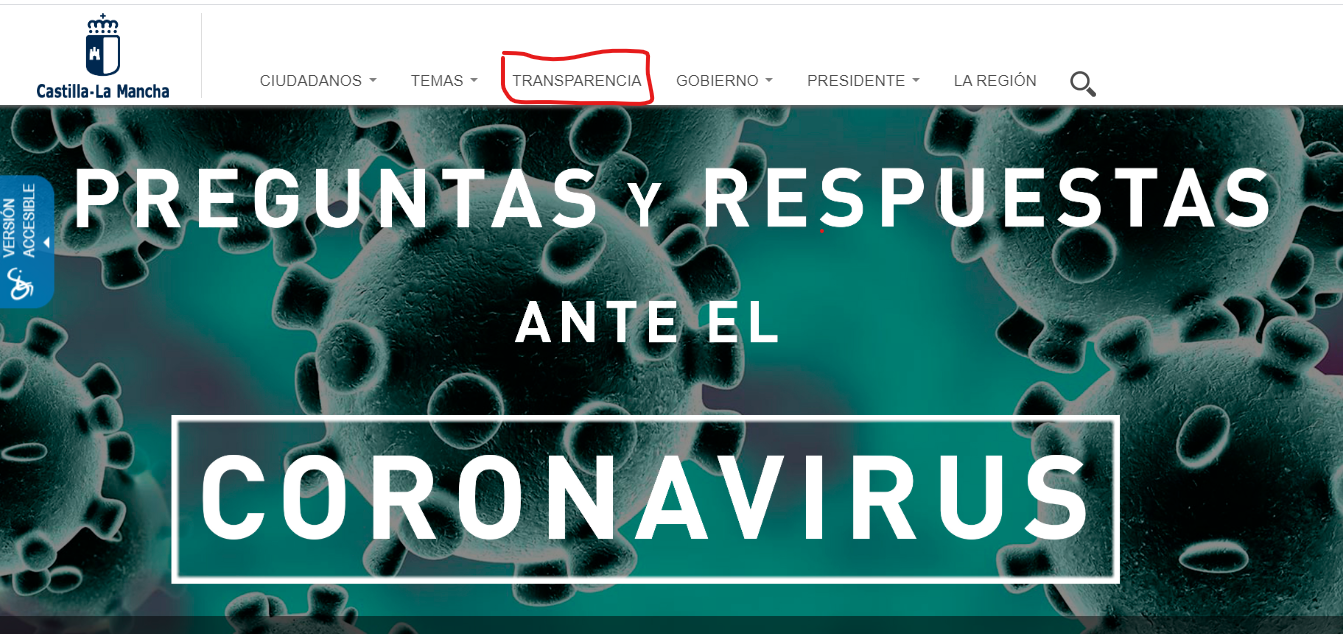 Castilla-La Mancha
CIUDADANOS TEMAS TRANSPARENCIA GOBIERNO PRESIDENTE LA REGIÓN
VERSIÓN
ACCESIBLE
PREGUNTAS Y RESPUESTAS
ANTE EL
CORONAVIRUS